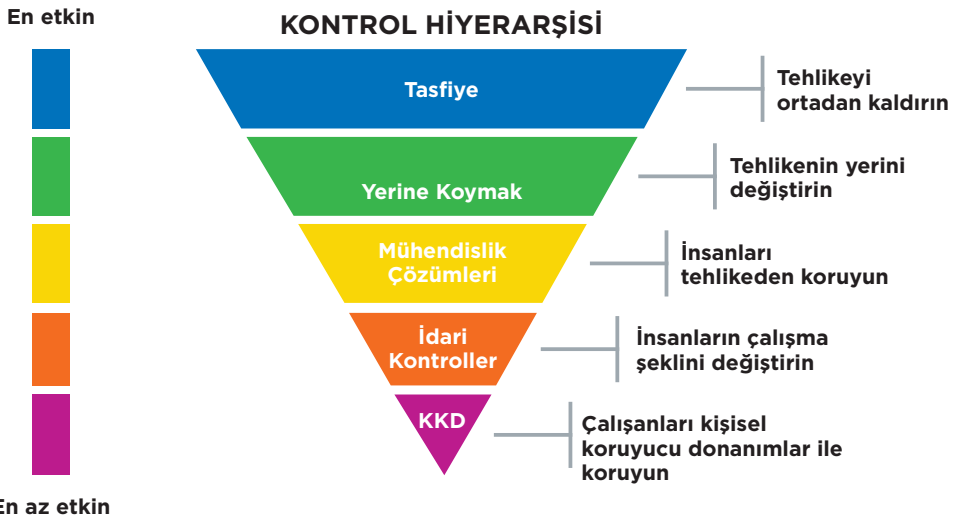 En etkin
KONTROL HİYERARŞİSİ
Tasfiye
Tehlikeyi
ortadan kaldırın
Yerine Koymak
Tehlikenin yerini
değiştirin
Mühendislik
Çözümleri
İnsanları
tehlikeden koruyun
İdari
Kontroller
İnsanların çalışma
şeklini değiştirin
KKD
Çalışanları kişisel
koruyucu donanımlar ile
koruyun
En az etkin